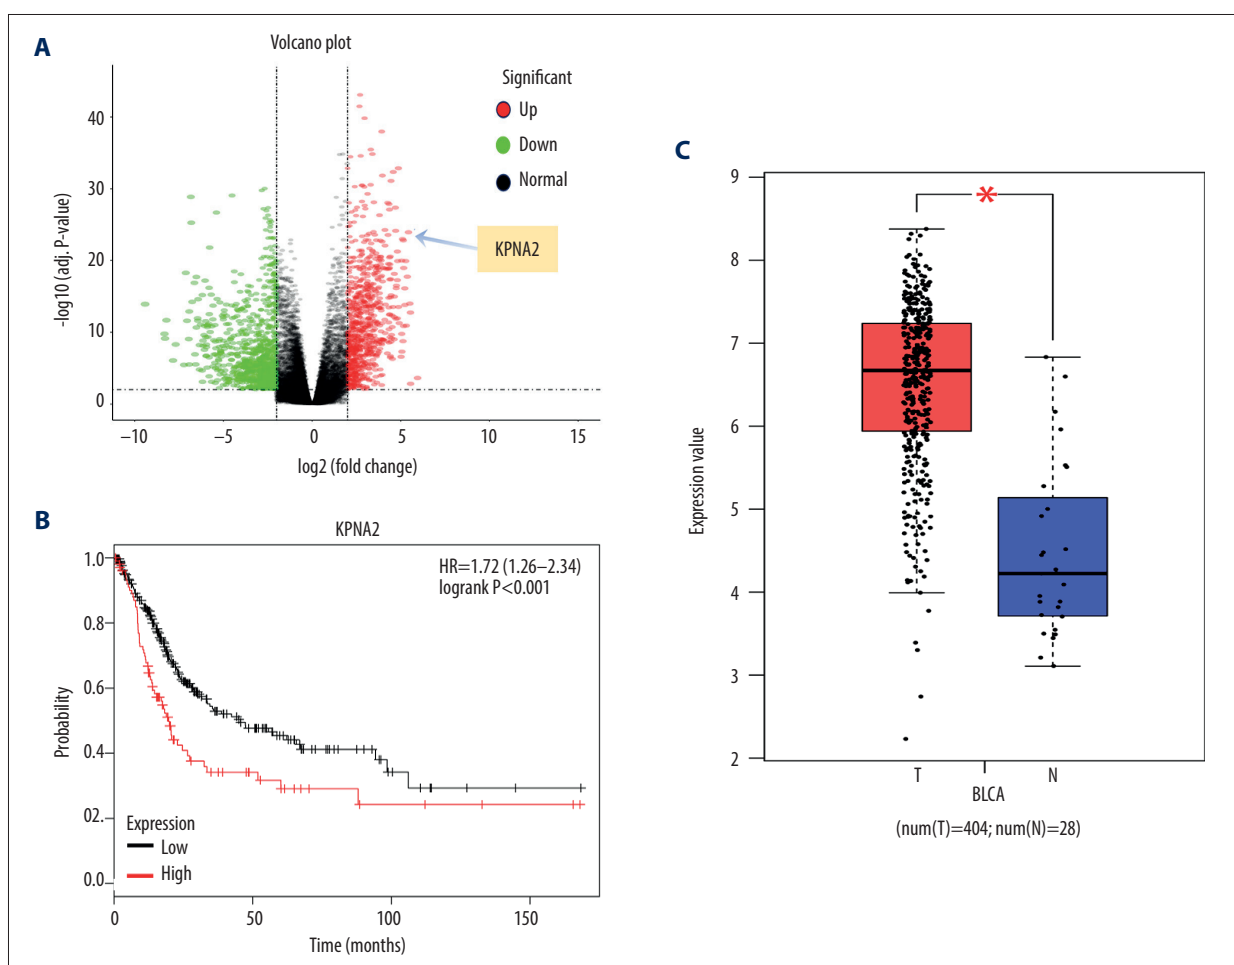 A
Volcano plot
Significant
Up
Down
Normal
KPNA2
40
30
20
10
0
-log10 (adj. P-value)
−10
−5
0
5
10
15
log2 (fold change)
B
KPNA2
HR=1.72 (1.26–2.34)
logrank P<0.001
1.0
0.8
0.6
0.4
02.
0.0
Probability
Expression
Low
High
0
50
100
150
Time (months)
C
9
8
7
6
5
4
3
2
Expression value
*
T
N
BLCA
(num(T)=404; num(N)=28)